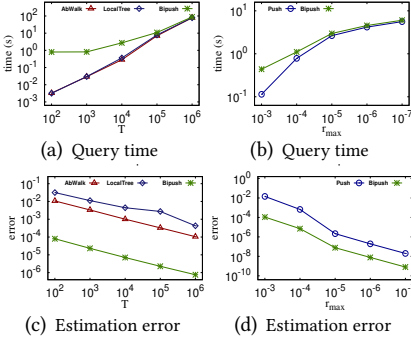 AbWalk LocalTree Bipush
time (s)
10² 10¹ 10⁰ 10⁻¹ 10⁻² 10⁻³
10² 10³ 10⁴ 10⁵ 10⁶
T
(a) Query time
Push Bipush
time (s)
10¹ 10⁰ 10⁻¹
10⁻³ 10⁻⁴ 10⁻⁵ 10⁻⁶ 10⁻⁷
r_max
(b) Query time
AbWalk LocalTree Bipush
error
10⁻¹ 10⁻² 10⁻³ 10⁻⁴ 10⁻⁵ 10⁻⁶
10² 10³ 10⁴ 10⁵ 10⁶
T
(c) Estimation error
Push Bipush
error
10⁰ 10⁻² 10⁻⁴ 10⁻⁶ 10⁻⁸ 10⁻¹⁰
10⁻³ 10⁻⁴ 10⁻⁵ 10⁻⁶ 10⁻⁷
r_max
(d) Estimation error